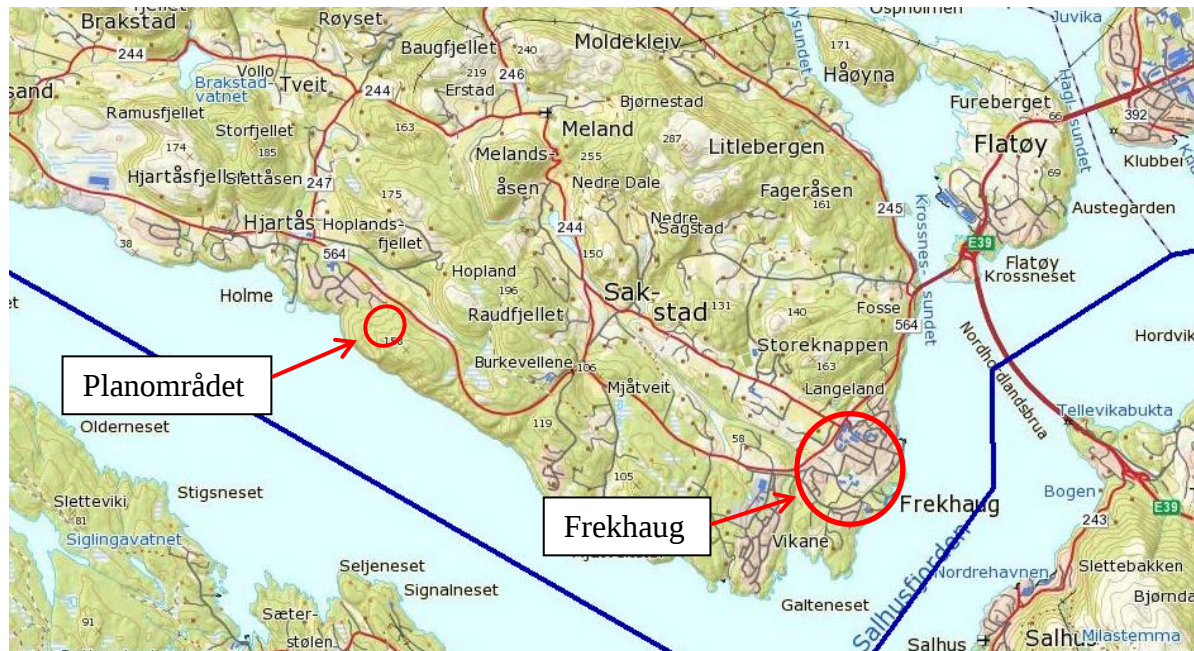 Brakstad
fjellet
Røyset
244
Baugfjellet
240
Moldekleiv
Ospholmen
Juvika
171
Håøyna
Vollo
Brakstad-
vatnet
Tveit
219
Erstad
246
244
sand
Ramusfjellet
Bjørnestad
Fureberget
66
Hagl-
sundet
392
Storfjellet
163
Meland
287
Litlebergen
Flatøy
Klubben
174
185
Melands-
åsen
255
Hjartåsfjellet
Slettåsen
247
175
Nedre Dale
Fageråsen
161
69
Austegarden
Hjartås
Hoplands-
fjellet
244
Nedre
Sagstad
245
Krossnes-
sundet
E39
38
564
150
Flatøy
Krossneset
Hopland
196
Sak-
stad
131
140
Fosse
564
Holme
Raudfjellet
Storeknappen
163
Nordhordlandsbrua
Hordvik
156
Burkevellene
106
Mjåtveit
Langeland
Planområdet
Tellevikabukta
Olderneset
119
58
Sletteviki
81
Stigsneset
105
Bogen
243
E39
Siglingavatnet
Frekhaug
Frekhaug
Vikane
Salhusfjorden
Seljeneset
Signalneset
Nordrehavnen
Slettebakken
Galteneset
91
Sæter-
stølen
Salhus
Salhus
Milastemma